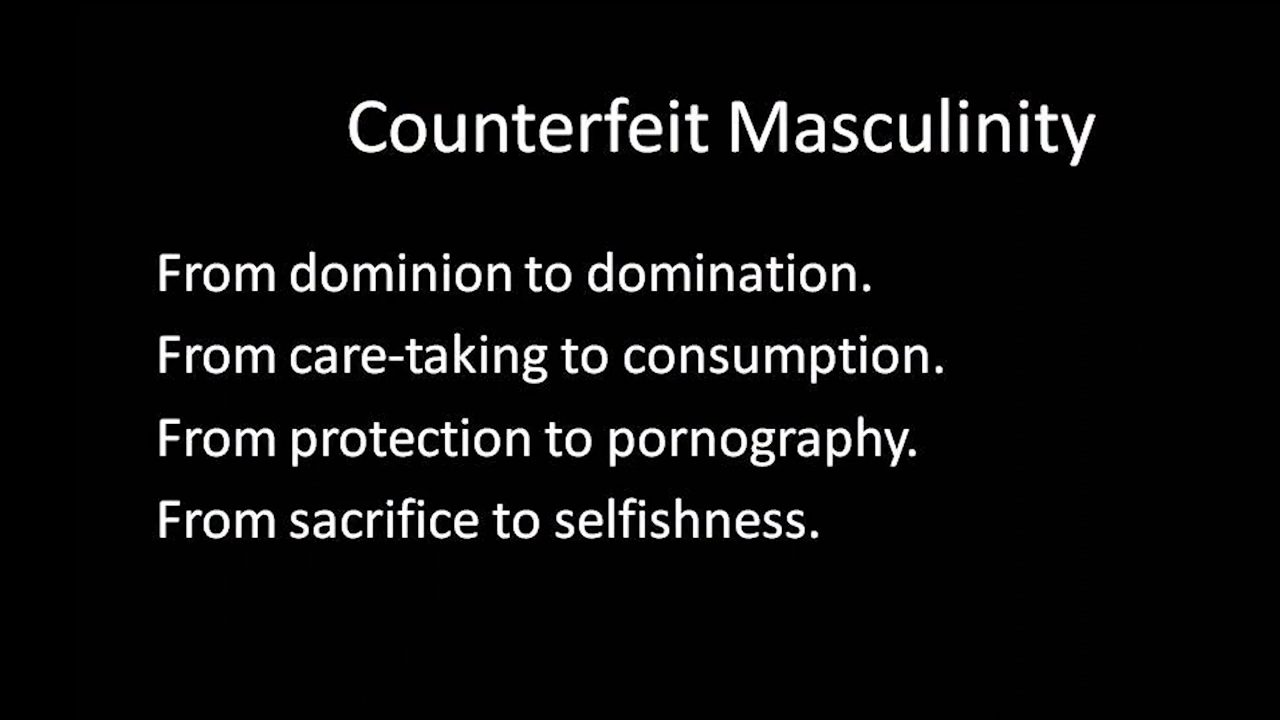 Counterfeit Masculinity
From dominion to domination.
From care-taking to consumption.
From protection to pornography.
From sacrifice to selfishness.